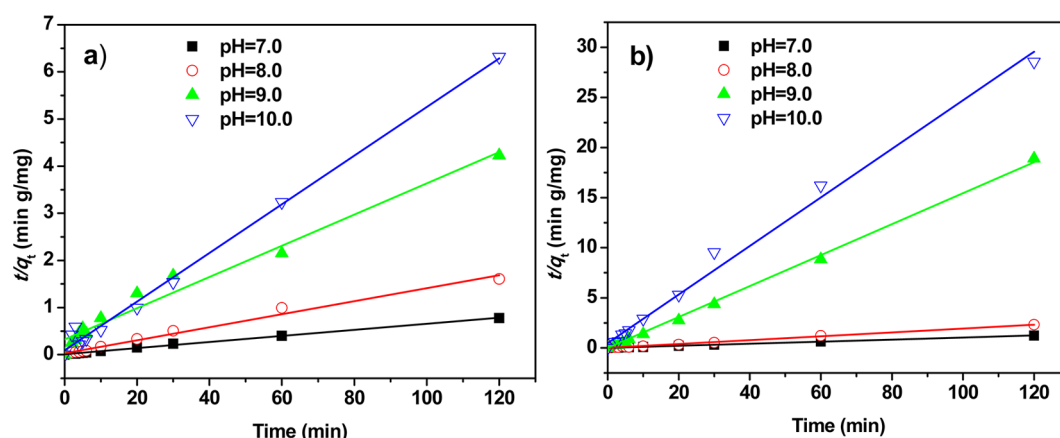 a)
pH=7.0
pH=8.0
pH=9.0
pH=10.0
7
6
5
4
3
2
1
0
t/qt (min g/mg)
0 20 40 60 80 100 120
Time (min)
b)
pH=7.0
pH=8.0
pH=9.0
pH=10.0
30
25
20
15
10
5
0
t/qt (min g/mg)
0 20 40 60 80 100 120
Time (min)